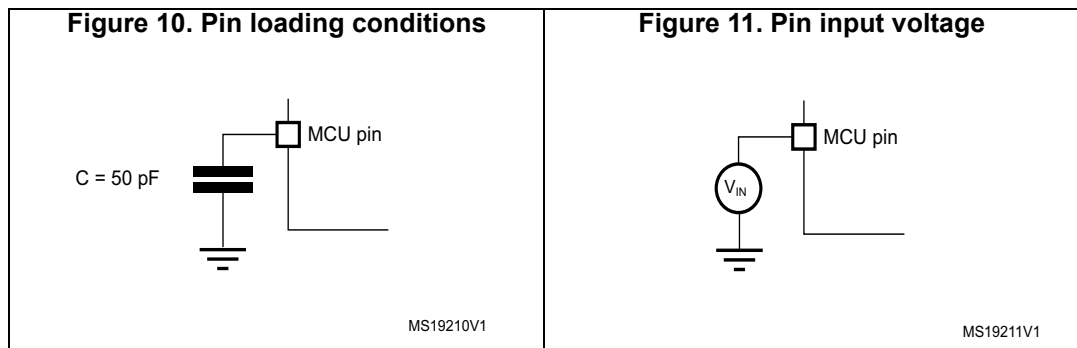 Figure 10. Pin loading conditions
MCU pin
C = 50 pF
MS19210V1
Figure 11. Pin input voltage
MCU pin
VIN
MS19211V1